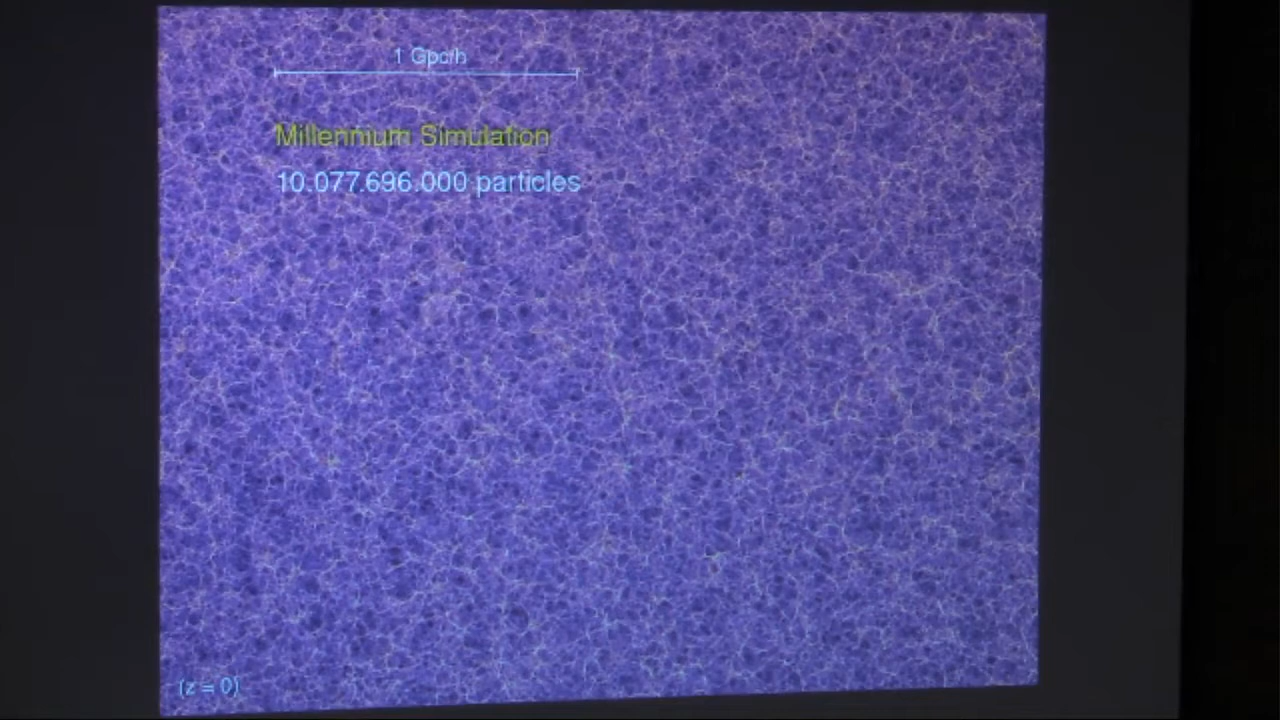 1 Gpc/h
Millennium Simulation
10.077.696.000 particles
(z = 0)